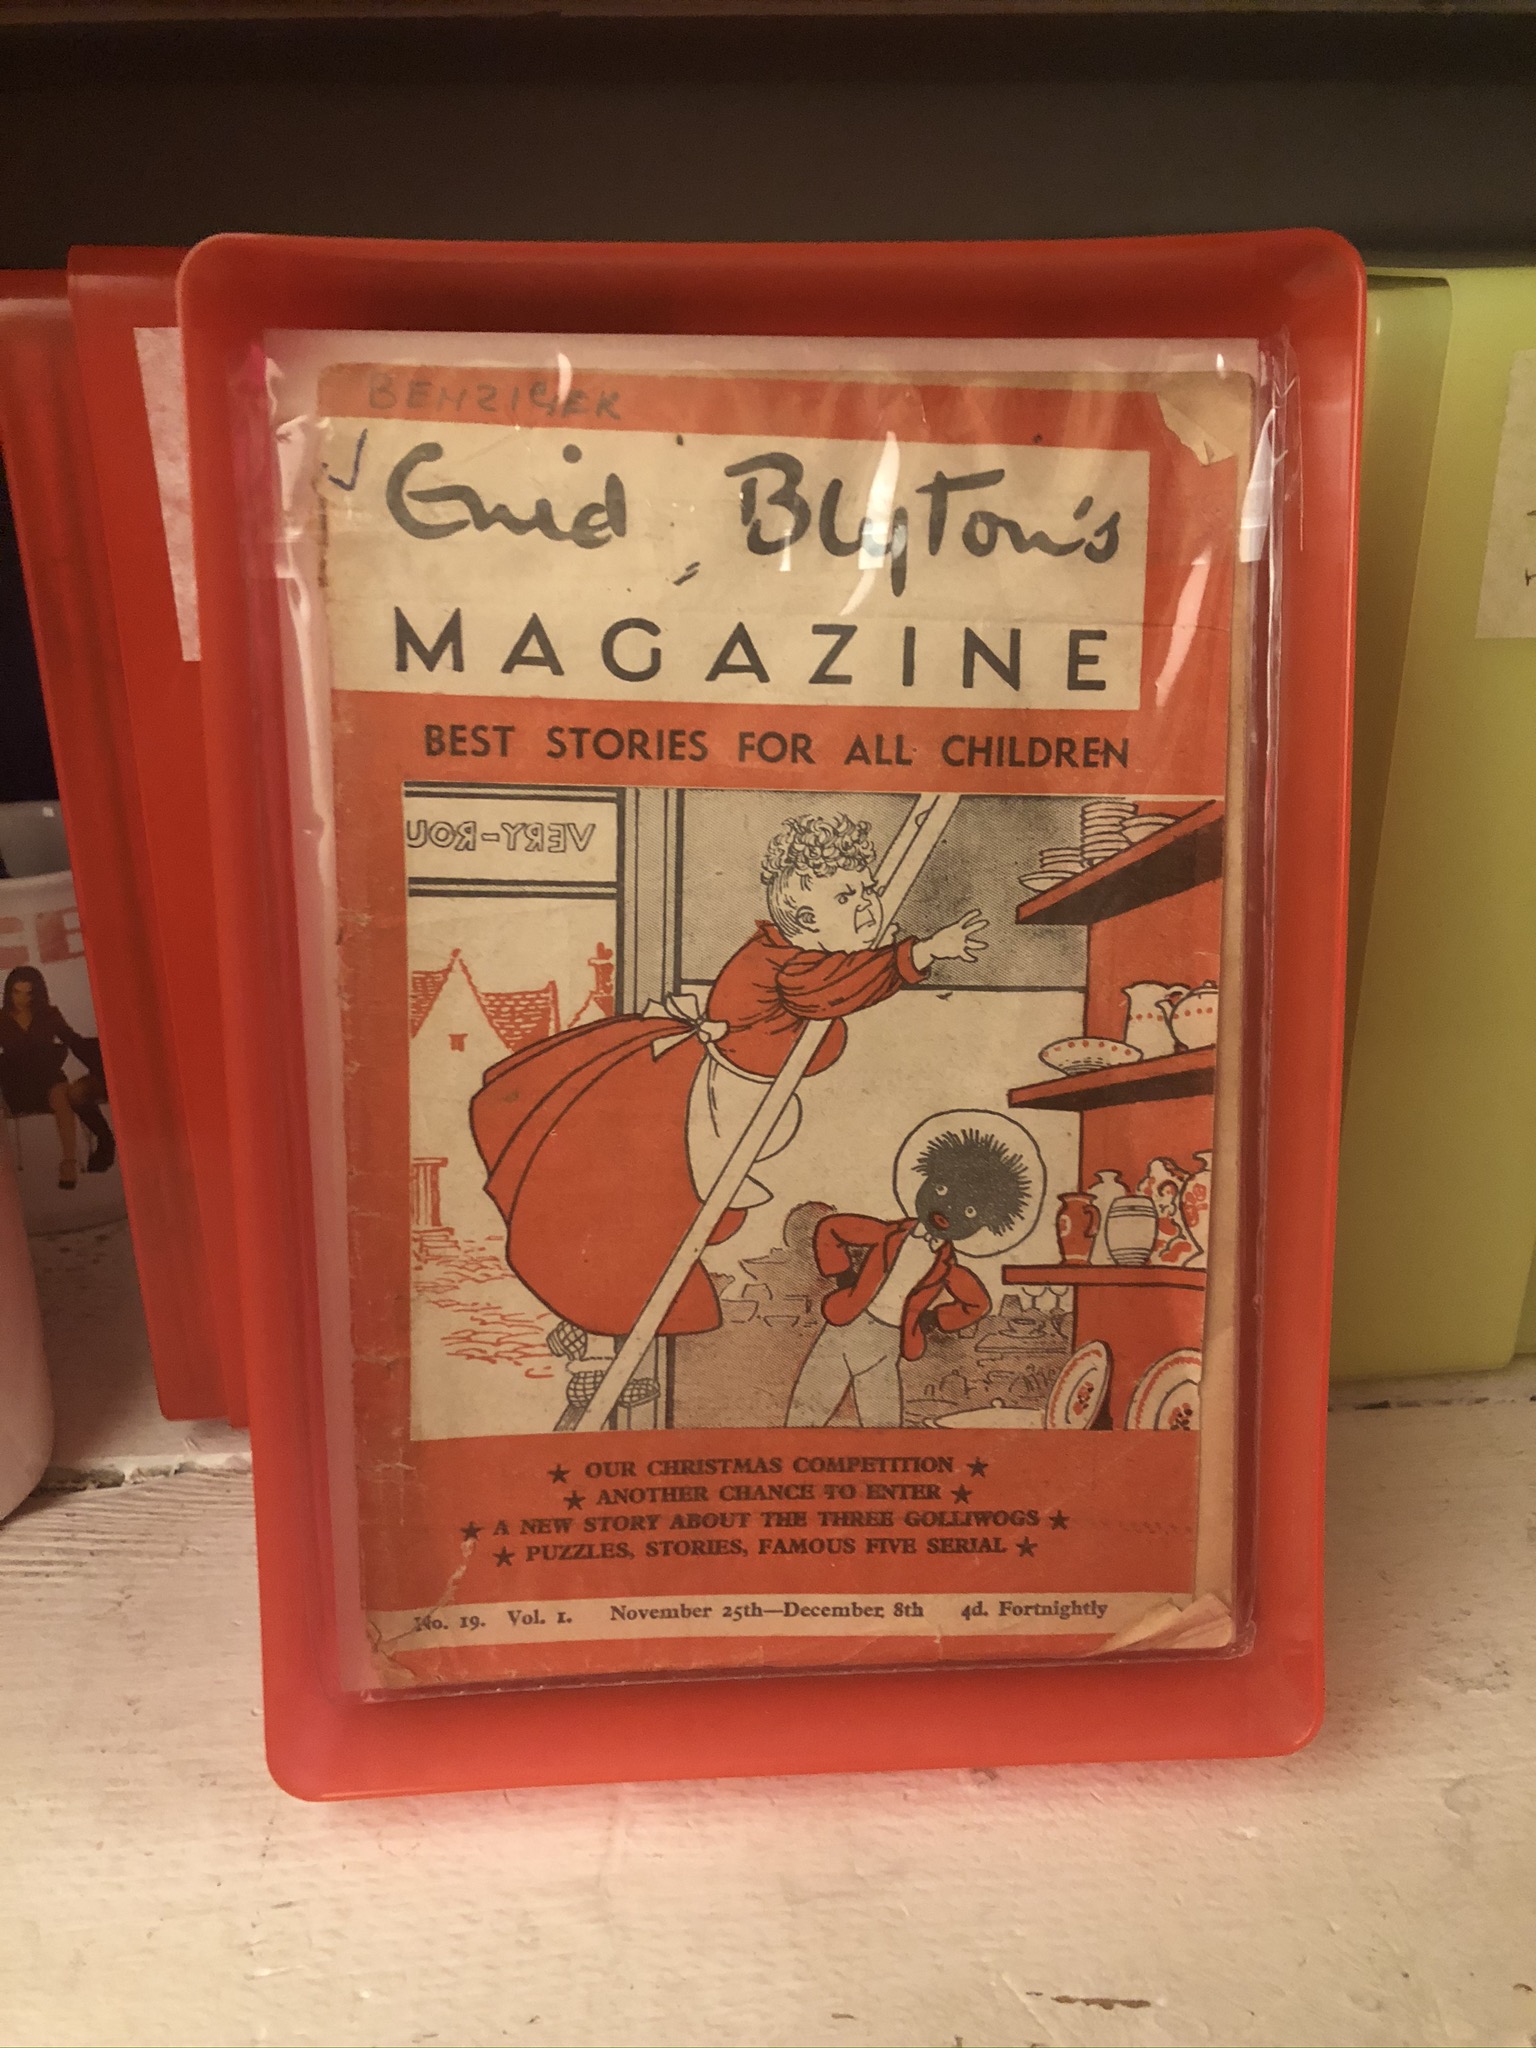 BENZIGER
Enid Blyton's
MAGAZINE
BEST STORIES FOR ALL CHILDREN
VERY-ROU
★ OUR CHRISTMAS COMPETITION ★
★ ANOTHER CHANCE TO ENTER ★
★ A NEW STORY ABOUT THE THREE GOLLIWOGS ★
★ PUZZLES, STORIES, FAMOUS FIVE SERIAL ★
No. 19. Vol. 1. November 25th—December 8th 4d. Fortnightly